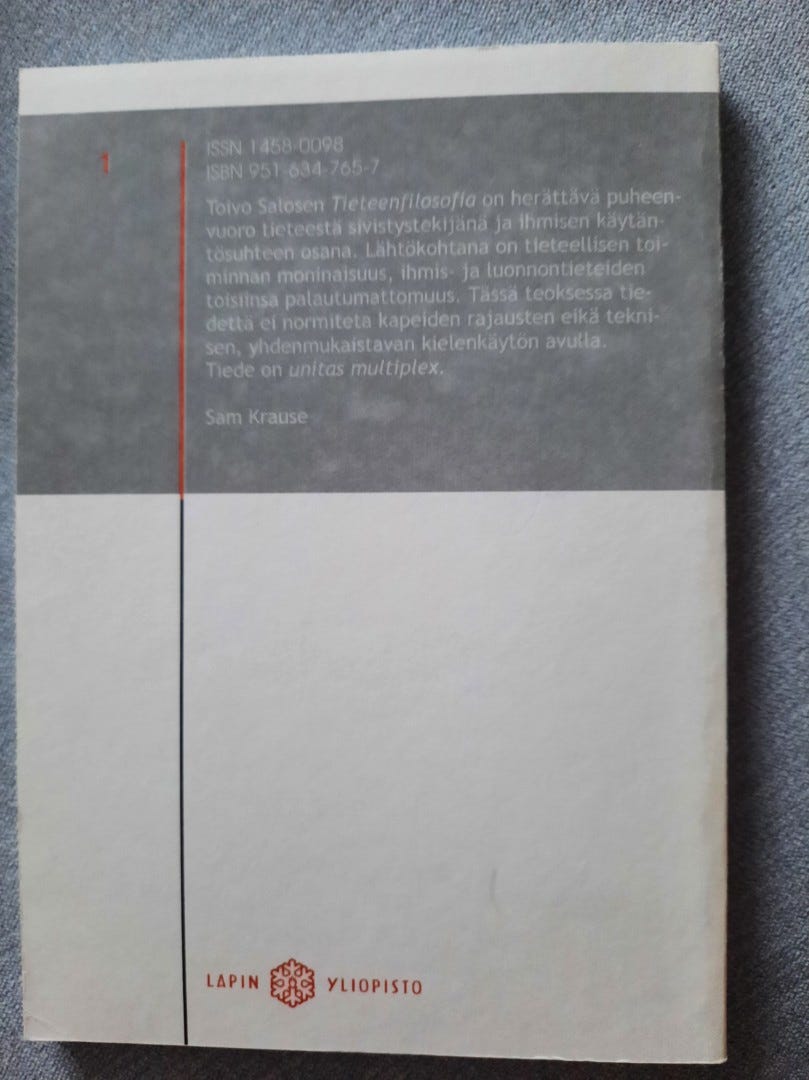 1
ISSN 1458-0098
ISBN 951-634-765-7
Toivo Salosen Tieteenfilosofia on herättävä puheen-
vuoro tieteestä sivistystekijänä ja ihmisen käytän-
tösuhteen osana. Lähtökohtana on tieteellisen toi-
minnan moninaisuus, ihmis- ja luonnontieteiden
toisiinsa palautumattomuus. Tässä teoksessa tie-
dettä ei normiteta kapeiden rajausten eikä tekni-
sen, yhdenmukaistavan kielenkäytön avulla.
Tiede on unitas multiplex.
Sam Krause
LAPIN YLIOPISTO